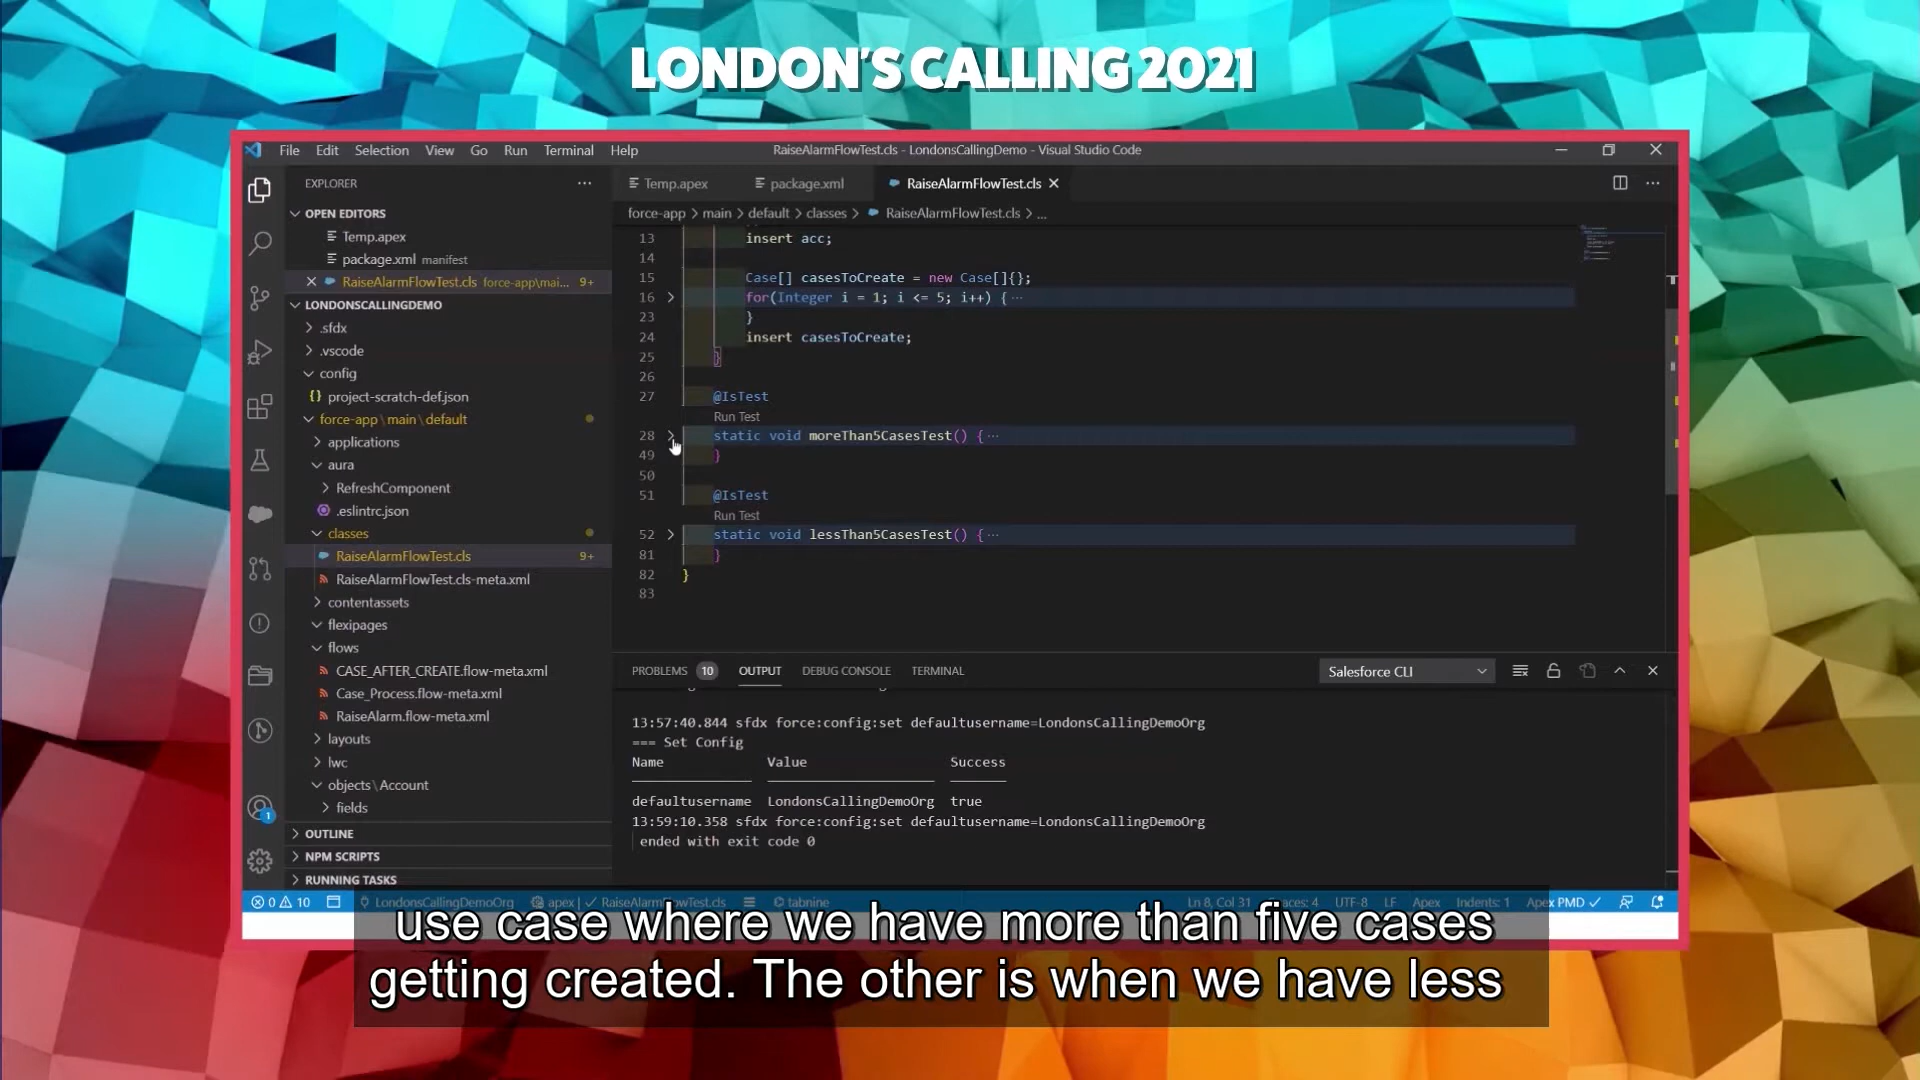 LONDON'S CALLING 2021
File Edit Selection View Go Run Terminal Help
RaiseAlarmFlowTest.cls - LondonsCallingDemo - Visual Studio Code
EXPLORER
OPEN EDITORS
Temp.apex
package.xml manifest
RaiseAlarmFlowTest.cls force-app\mai... 9+
LONDONSCALLINGDEMO
.sfdx
.vscode
config
{} project-scratch-def.json
force-app\main\default
applications
aura
RefreshComponent
.eslintrc.json
classes
RaiseAlarmFlowTest.cls 9+
RaiseAlarmFlowTest.cls-meta.xml
contentassets
flexipages
flows
CASE_AFTER_CREATE.flow-meta.xml
Case_Process.flow-meta.xml
RaiseAlarm.flow-meta.xml
layouts
lwc
objects\Account
fields
OUTLINE
NPM SCRIPTS
RUNNING TASKS
1
Temp.apex package.xml RaiseAlarmFlowTest.cls
force-app > main > default > classes > RaiseAlarmFlowTest.cls > ...
13 insert acc;
14
15 Case[] casesToCreate = new Case[]{};
16 for(Integer i = 1; i <= 5; i++) {···
23 }
24 insert casesToCreate;
25 }
26
27 @IsTest
Run Test
28 static void moreThan5CasesTest() {···
49 }
50
51 @IsTest
Run Test
52 static void lessThan5CasesTest() {···
81 }
82 }
83
PROBLEMS 10 OUTPUT DEBUG CONSOLE TERMINAL
Salesforce CLI
13:57:40.844 sfdx force:config:set defaultusername=LondonsCallingDemoOrg
=== Set Config
Name Value Success
defaultusername LondonsCallingDemoOrg true
13:59:10.358 sfdx force:config:set defaultusername=LondonsCallingDemoOrg
ended with exit code 0
0 10 LondonsCallingDemoOrg apex | RaiseAlarmFlowTest.cls tabnine Ln 8, Col 31 Spaces: 4 UTF-8 LF Apex Indents: 1 Apex PMD
use case where we have more than five cases
getting created. The other is when we have less